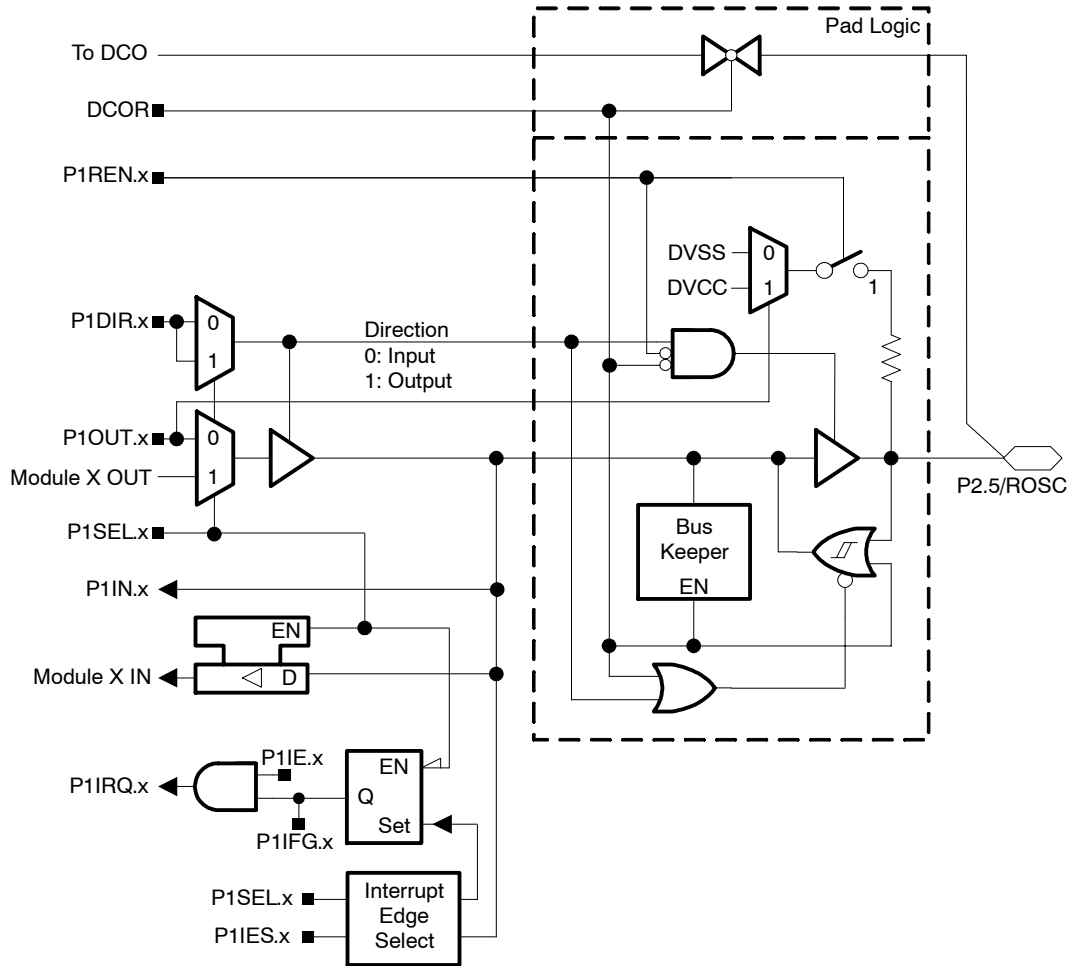 Pad Logic
To DCO
DCOR
P1REN.x
DVSS
0
DVCC
1
1
P1DIR.x
0
1
Direction
0: Input
1: Output
P1OUT.x
0
Module X OUT
1
P2.5/ROSC
P1SEL.x
Bus
Keeper
EN
P1IN.x
EN
Module X IN
D
P1IE.x
P1IRQ.x
EN
Q
Set
P1IFG.x
P1SEL.x
P1IES.x
Interrupt
Edge
Select